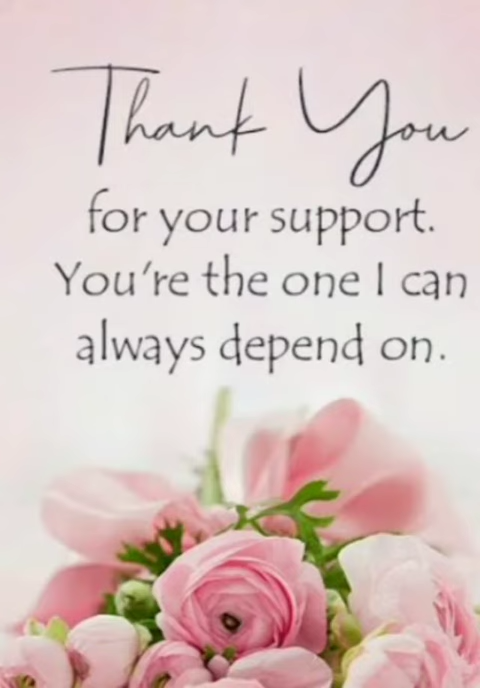 Thank You
for your support.
You're the one I can
always depend on.